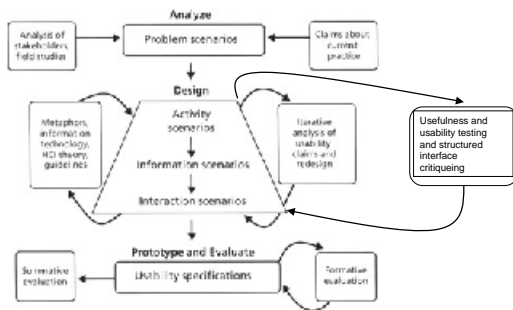 Analyze
Analysis of
stakeholders,
field studies
Problem scenarios
Claims about
current
practice
Design
Metaphors,
information
technology,
HCI theory,
guidelines
Activity
scenarios
Information scenarios
Interaction scenarios
Iterative
analysis of
usability
claims and
redesign
Usefulness and
usability testing
and structured
interface
critiqueing
Prototype and Evaluate
Summative
evaluation
Usability specifications
Formative
evaluation